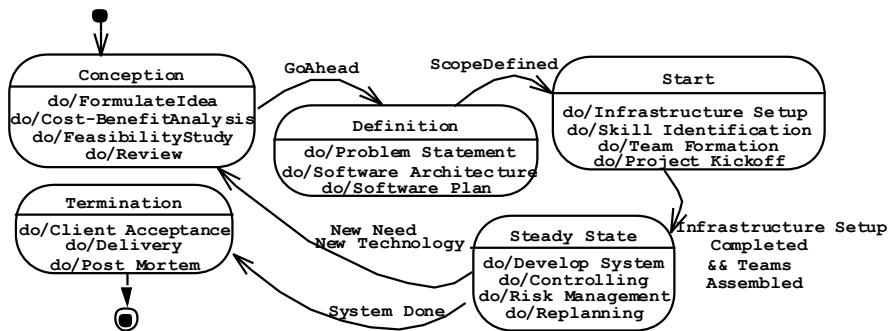 Conception
do/FormulateIdea
do/Cost-BenefitAnalysis
do/FeasibilityStudy
do/Review
GoAhead
Definition
do/Problem Statement
do/Software Architecture
do/Software Plan
ScopeDefined
Start
do/Infrastructure Setup
do/Skill Identification
do/Team Formation
do/Project Kickoff
Infrastructure Setup
Completed
&& Teams
Assembled
Steady State
do/Develop System
do/Controlling
do/Risk Management
do/Replanning
New Need
New Technology
System Done
Termination
do/Client Acceptance
do/Delivery
do/Post Mortem